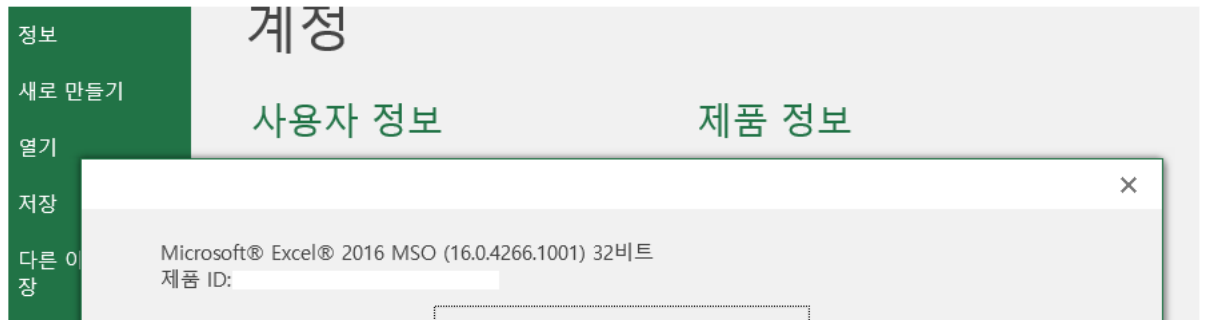 정보
새로 만들기
열기
저장
다른 이
장
계정
사용자 정보
제품 정보
Microsoft® Excel® 2016 MSO (16.0.4266.1001) 32비트
제품 ID: